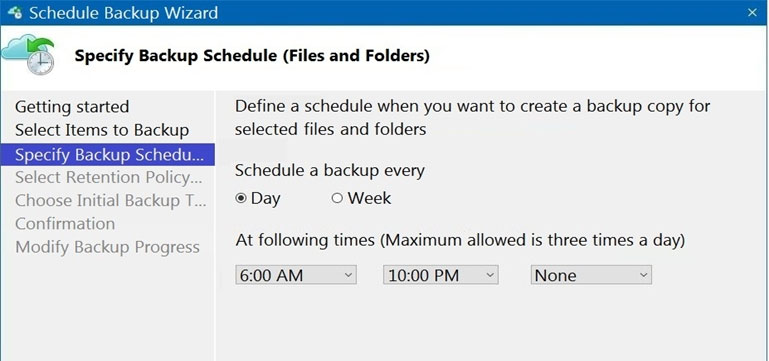 Schedule Backup Wizard
Specify Backup Schedule (Files and Folders)
Getting started
Select Items to Backup
Specify Backup Schedu...
Select Retention Policy...
Choose Initial Backup T...
Confirmation
Modify Backup Progress
Define a schedule when you want to create a backup copy for
selected files and folders
Schedule a backup every
Day Week
At following times (Maximum allowed is three times a day)
6:00 AM 10:00 PM None